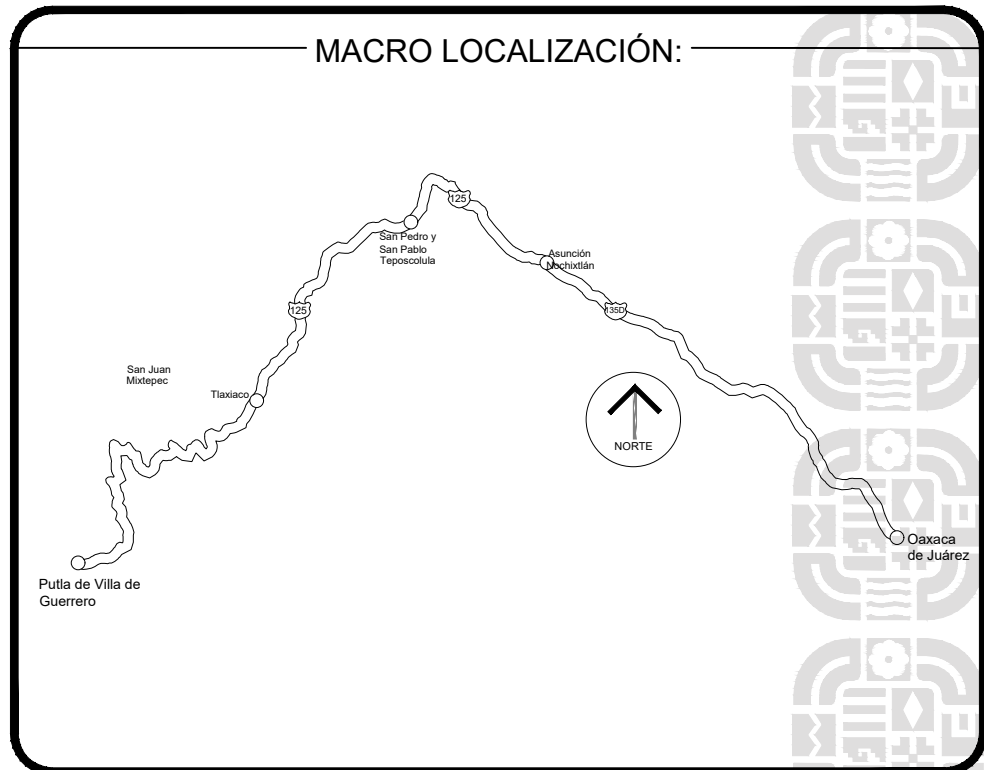 MACRO LOCALIZACIÓN:
125
San Pedro y
San Pablo
Teposcolula
Asunción
Nochixtlán
125
135D
San Juan
Mixtepec
Tlaxiaco
NORTE
Oaxaca
de Juárez
Putla de Villa de
Guerrero